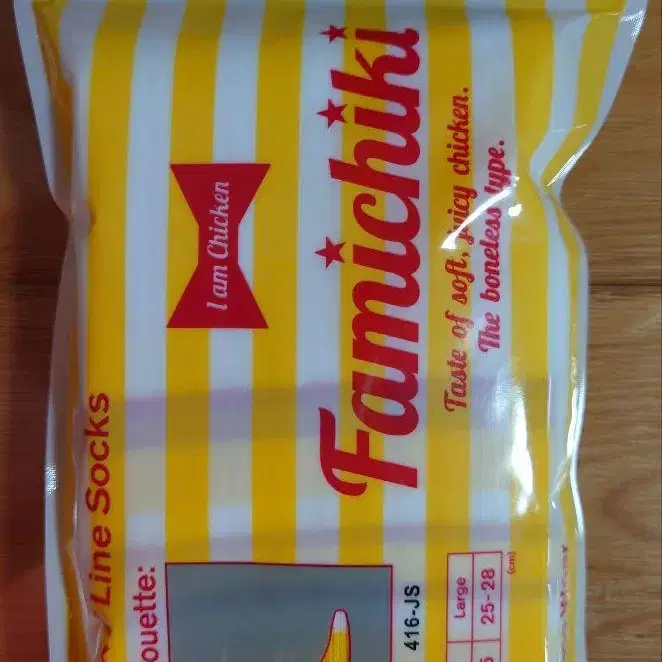 Line Socks
ouette:
I am Chicken
Famichiki
416-JS
Taste of soft, juicy chicken.
The boneless type.
Large
25-28
(cm)